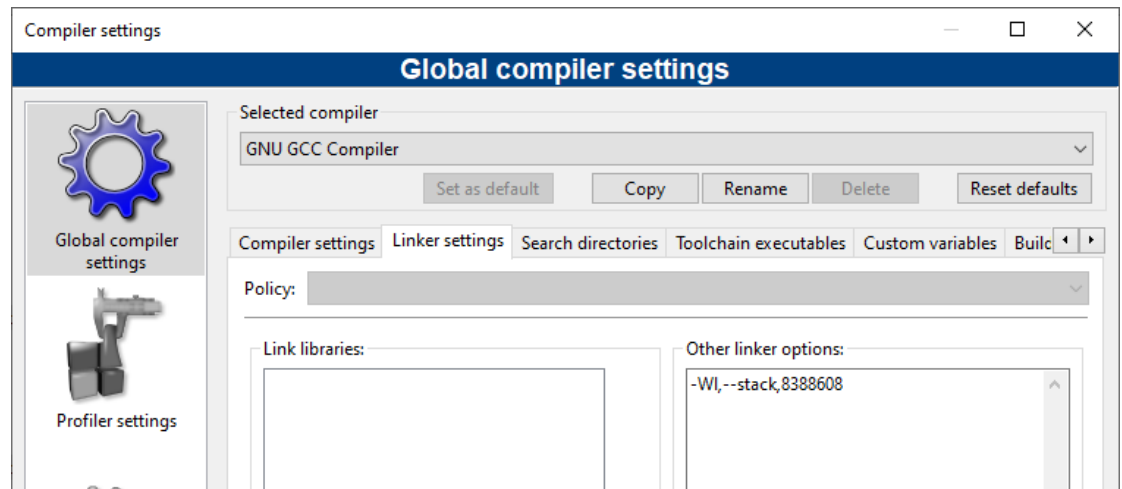 Compiler settings
Global compiler settings
Global compiler
settings
Profiler settings
Selected compiler
GNU GCC Compiler
Set as default Copy Rename Delete Reset defaults
Compiler settings Linker settings Search directories Toolchain executables Custom variables Builc
Policy:
Link libraries:
Other linker options:
-Wl,--stack,8388608